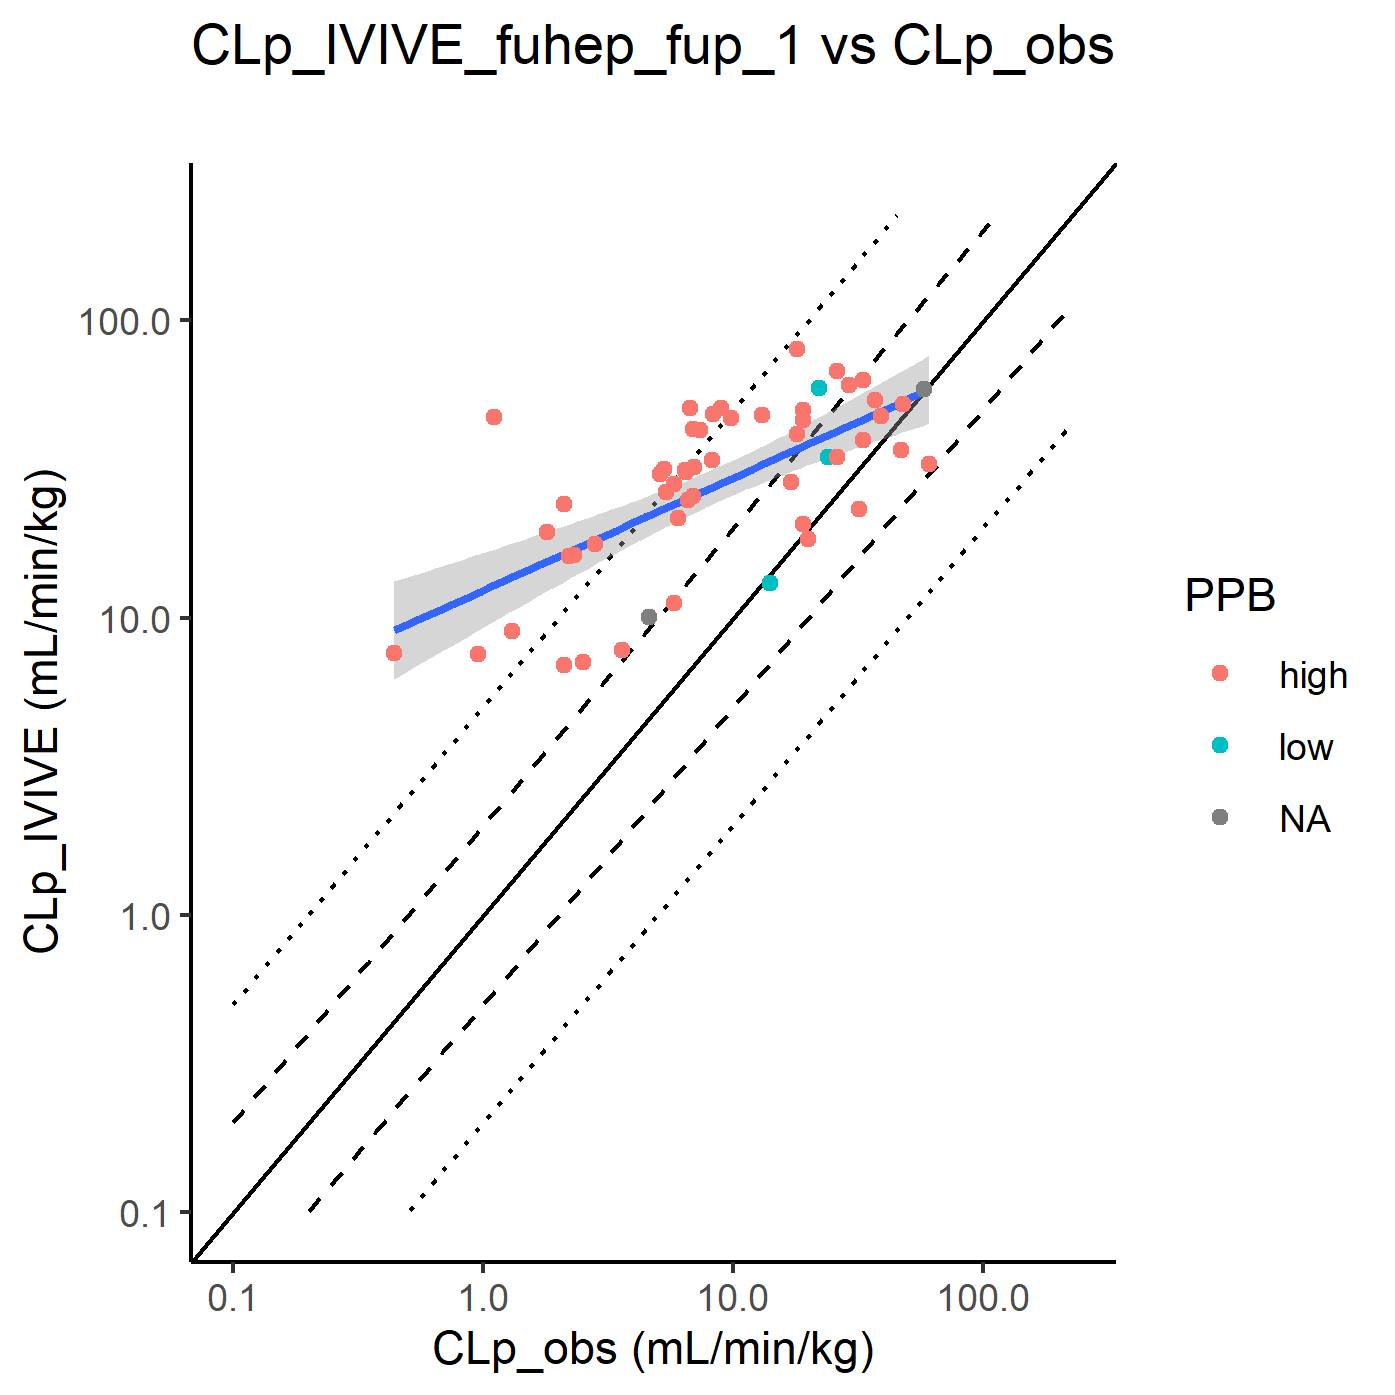 CLp_IVIVE_fuhep_fup_1 vs CLp_obs
CLp_IVIVE (mL/min/kg)
100.0
10.0
1.0
0.1
0.1
1.0
10.0
100.0
CLp_obs (mL/min/kg)
PPB
high
low
NA